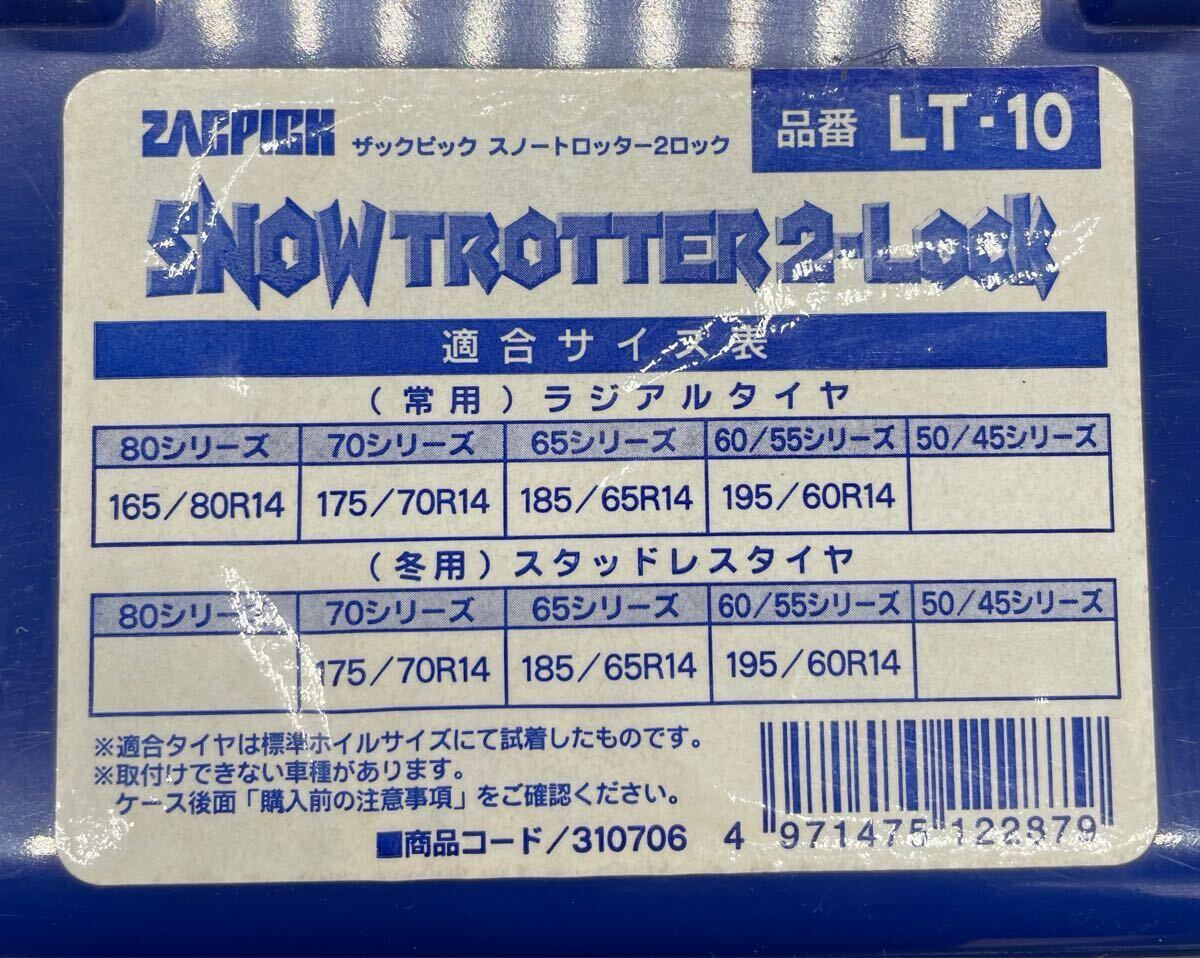 ZACPICK ザックピック スノートロッター2ロック 品番 LT・10
SNOW TROTTER 2-LOCK
適合サイズ表
(常用)ラジアルタイヤ
80シリーズ 70シリーズ 65シリーズ 60/55シリーズ 50/45シリーズ
165/80R14 175/70R14 185/65R14 195/60R14
(冬用)スタッドレスタイヤ
80シリーズ 70シリーズ 65シリーズ 60/55シリーズ 50/45シリーズ
175/70R14 185/65R14 195/60R14
※適合タイヤは標準ホイルサイズにて試着したものです。
※取付けできない車種があります。
ケース後面「購入前の注意事項」をご確認ください。
■商品コード/310706 4 971475 122879